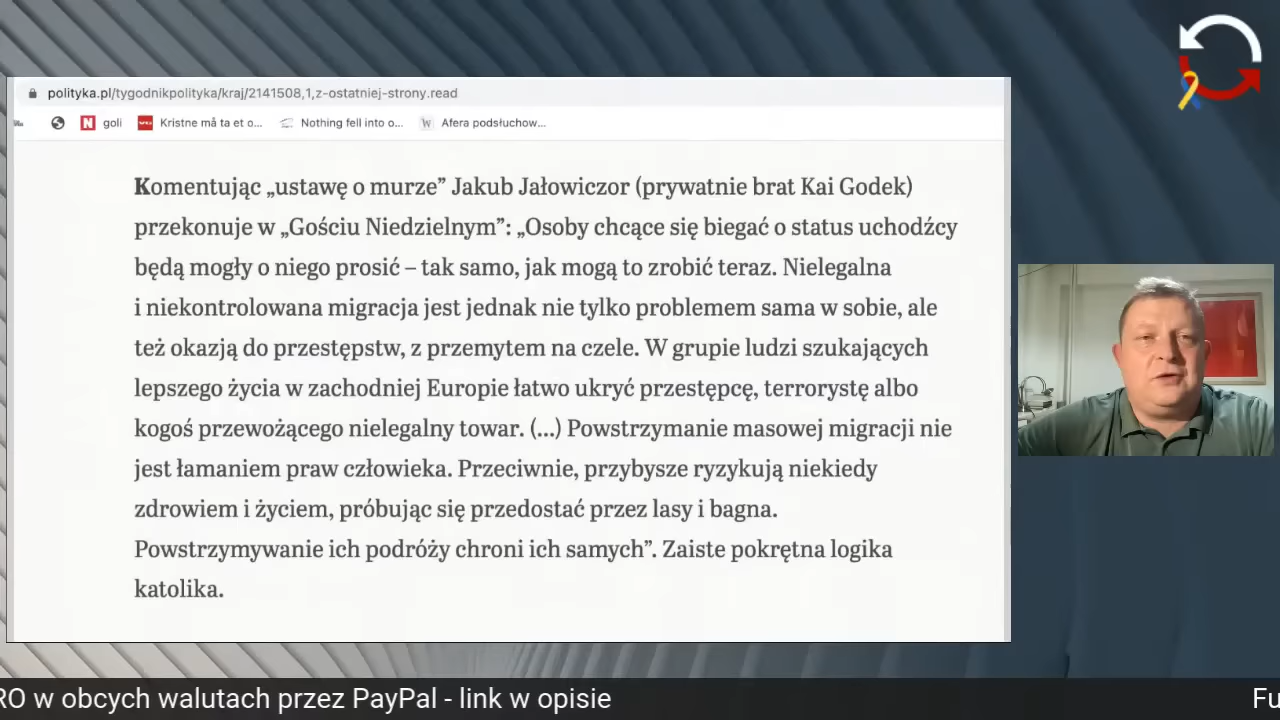 polityka.pl/tygodnikpolityka/kraj/2141508,1,z-ostatniej-strony.read
N goli Kristne må ta et o... Nothing fell into o... W Afera podsłuchow...
Komentując „ustawę o murze” Jakub Jałowiczor (prywatnie brat Kai Godek)
przekonuje w „Gościu Niedzielnym”: „Osoby chcące się biegać o status uchodźcy
będą mogły o niego prosić – tak samo, jak mogą to zrobić teraz. Nielegalna
i niekontrolowana migracja jest jednak nie tylko problemem sama w sobie, ale
też okazją do przestępstw, z przemytem na czele. W grupie ludzi szukających
lepszego życia w zachodniej Europie łatwo ukryć przestępcę, terrorystę albo
kogoś przewożącego nielegalny towar. (...) Powstrzymanie masowej migracji nie
jest łamaniem praw człowieka. Przeciwnie, przybysze ryzykują niekiedy
zdrowiem i życiem, próbując się przedostać przez lasy i bagna.
Powstrzymywanie ich podróży chroni ich samych”. Zaiste pokrętna logika
katolika.
RO w obcych walutach przez PayPal - link w opisie Fu